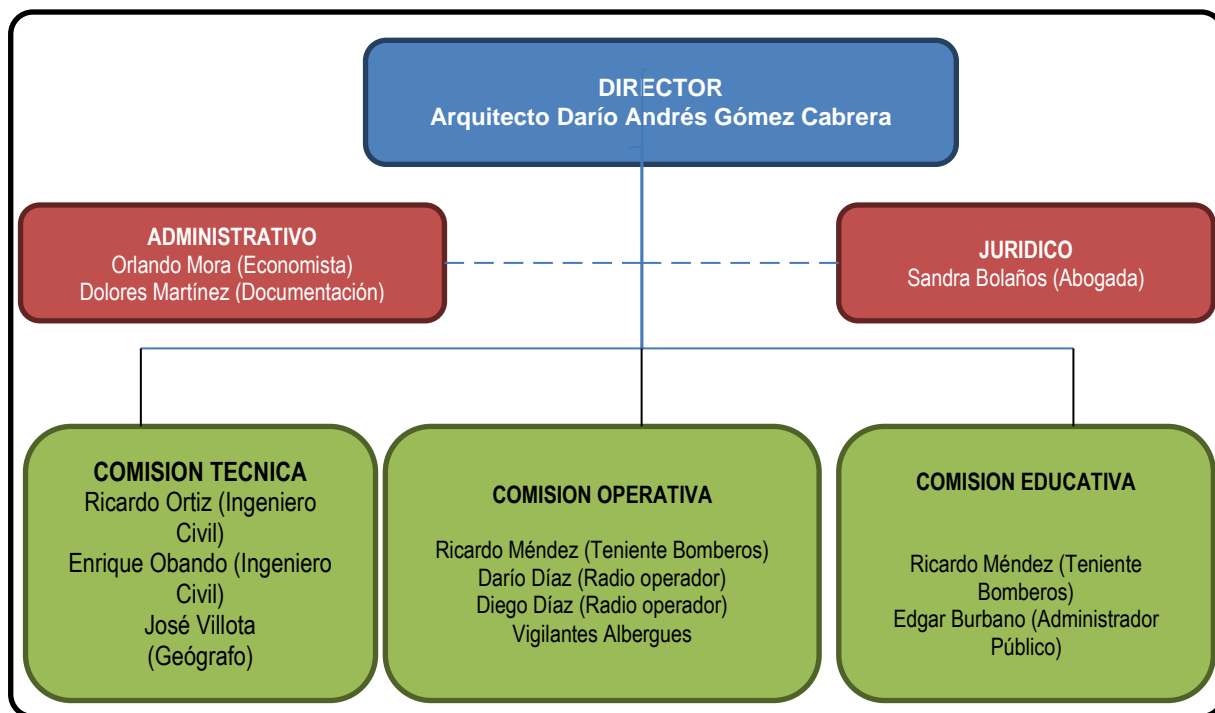 DIRECTOR
Arquitecto Darío Andrés Gómez Cabrera
ADMINISTRATIVO
Orlando Mora (Economista)
Dolores Martínez (Documentación)
JURIDICO
Sandra Bolaños (Abogada)
COMISION TECNICA
Ricardo Ortiz (Ingeniero
Civil)
Enrique Obando (Ingeniero
Civil)
José Villota
(Geógrafo)
COMISION OPERATIVA
Ricardo Méndez (Teniente Bomberos)
Darío Díaz (Radio operador)
Diego Díaz (Radio operador)
Vigilantes Albergues
COMISION EDUCATIVA
Ricardo Méndez (Teniente
Bomberos)
Edgar Burbano (Administrador
Público)